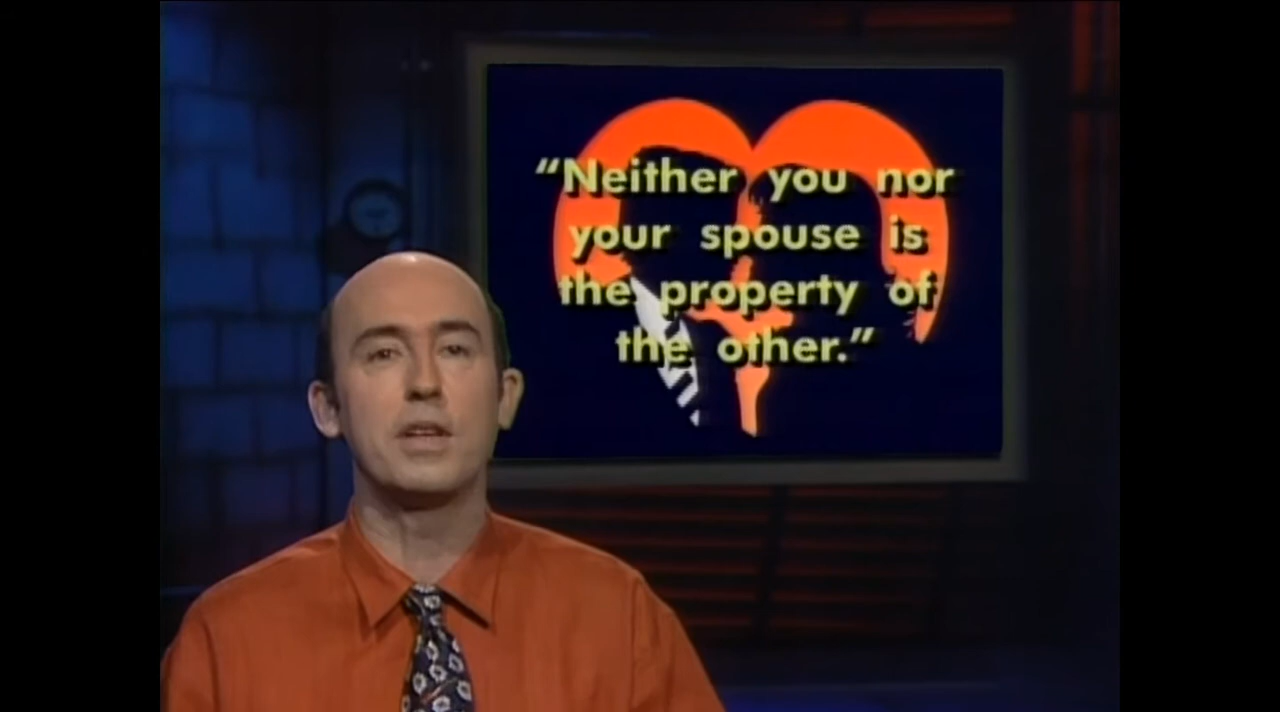 “Neither you nor
your spouse is
the property of
the other.”